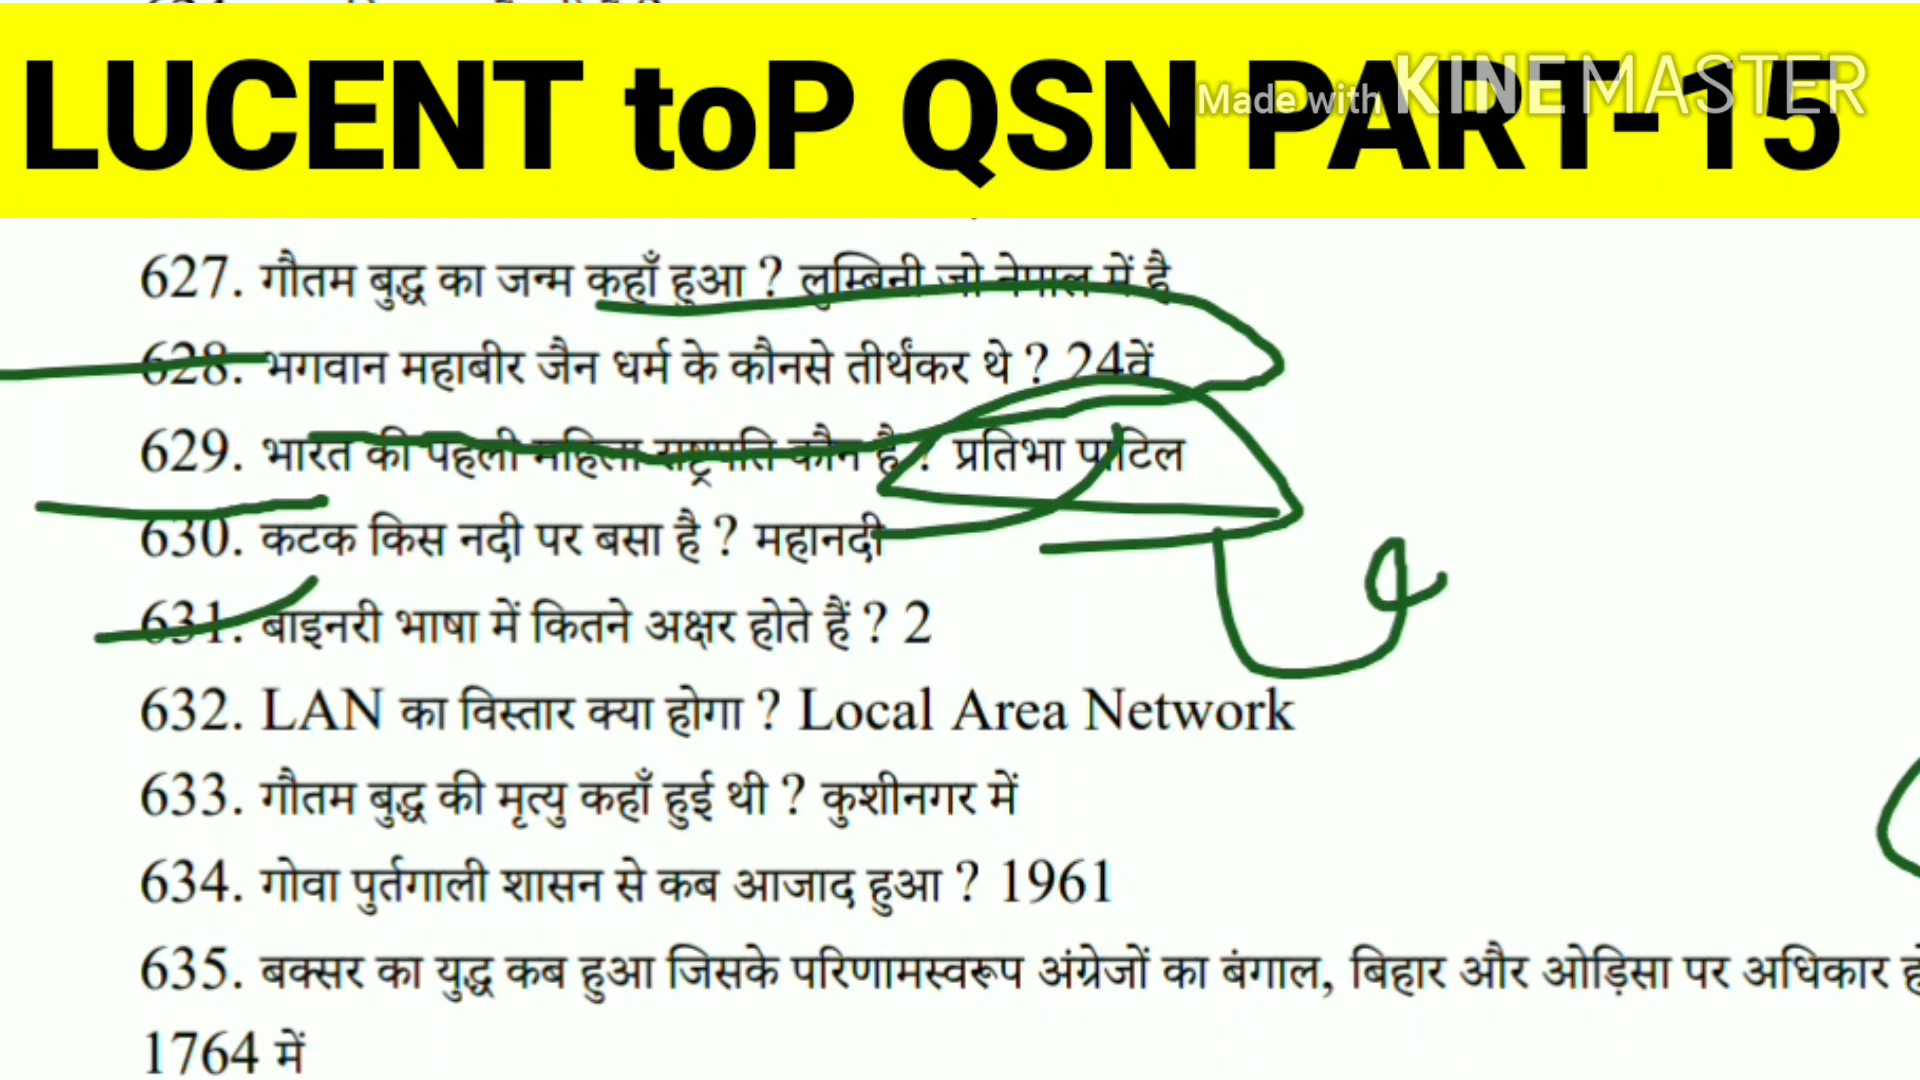 LUCENT toP QSN PART-15
Made with KINEMASTER
627. गौतम बुद्ध का जन्म कहाँ हुआ ? लुम्बिनी जो नेपाल में है
628. भगवान महाबीर जैन धर्म के कौनसे तीर्थंकर थे ? 24वें
629. भारत की पहली महिला राष्ट्रपति कौन है ? प्रतिभा पाटिल
630. कटक किस नदी पर बसा है ? महानदी
631. बाइनरी भाषा में कितने अक्षर होते हैं ? 2
632. LAN का विस्तार क्या होगा ? Local Area Network
633. गौतम बुद्ध की मृत्यु कहाँ हुई थी ? कुशीनगर में
634. गोवा पुर्तगाली शासन से कब आजाद हुआ ? 1961
635. बक्सर का युद्ध कब हुआ जिसके परिणामस्वरूप अंग्रेजों का बंगाल, बिहार और ओड़िसा पर अधिकार
1764 में